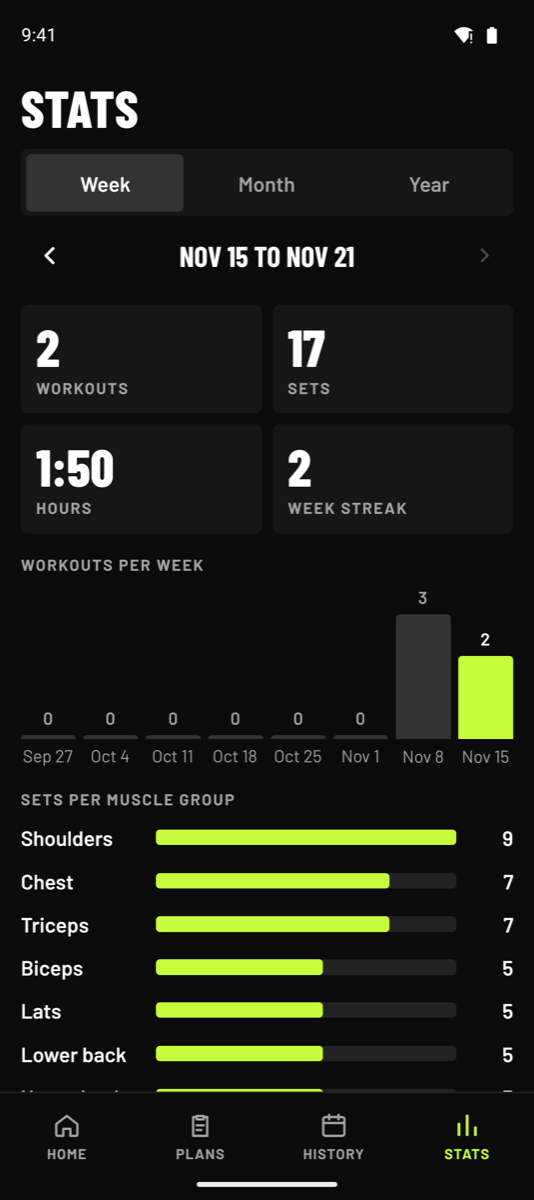 9:41
STATS
Week Month Year
NOV 15 TO NOV 21
2
WORKOUTS
17
SETS
1:50
HOURS
2
WEEK STREAK
WORKOUTS PER WEEK
0 0 0 0 0 0 3 2
Sep 27 Oct 4 Oct 11 Oct 18 Oct 25 Nov 1 Nov 8 Nov 15
SETS PER MUSCLE GROUP
Shoulders 9
Chest 7
Triceps 7
Biceps 5
Lats 5
Lower back 5
HOME PLANS HISTORY STATS